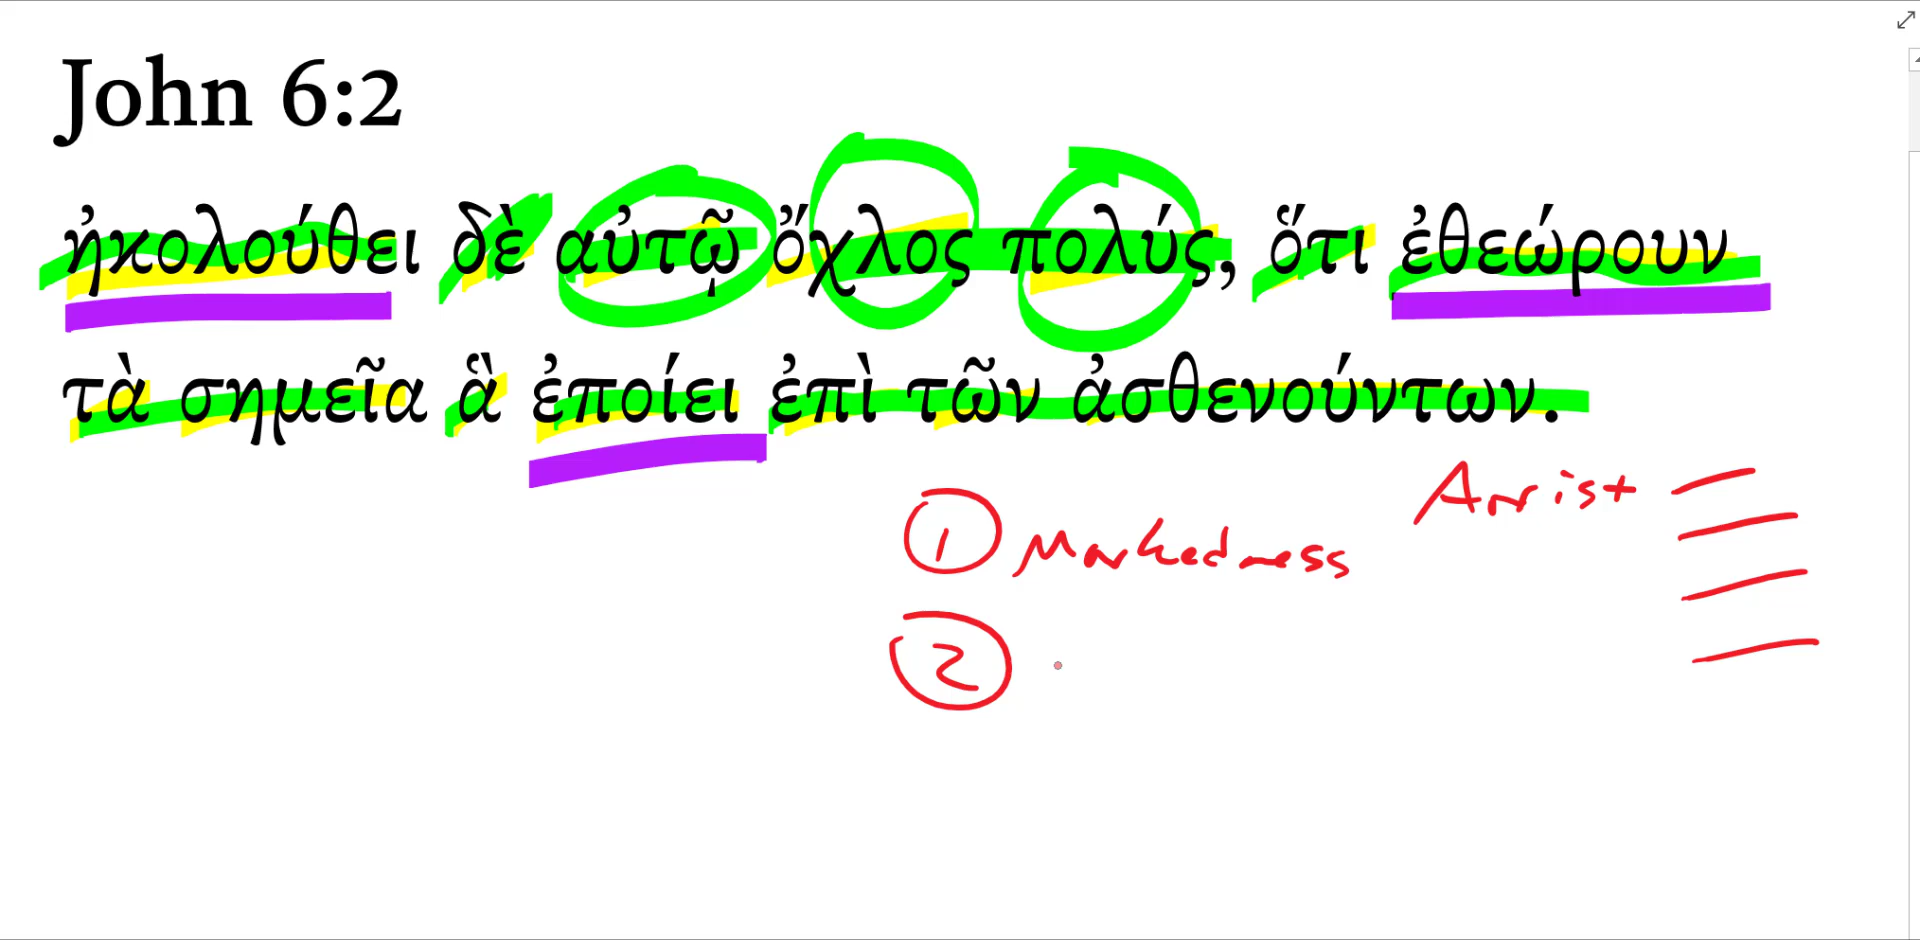 John 6:2
ἠκολούθει δὲ αὐτῷ ὄχλος πολύς, ὅτι ἐθεώρουν
τὰ σημεῖα ἃ ἐποίει ἐπὶ τῶν ἀσθενούντων.
Aorist
1 Markedness
2